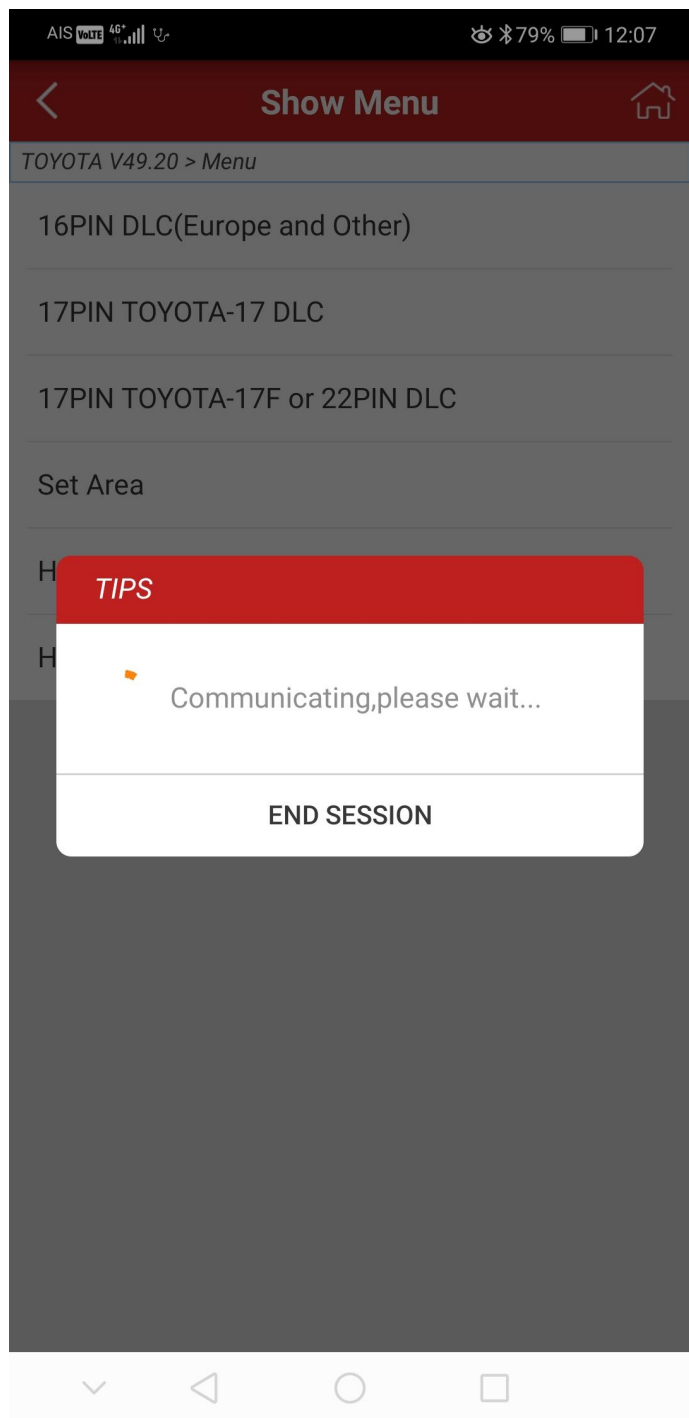 AIS VoLTE 4G+ 79% 12:07
Show Menu
TOYOTA V49.20 > Menu
16PIN DLC(Europe and Other)
17PIN TOYOTA-17 DLC
17PIN TOYOTA-17F or 22PIN DLC
Set Area
H
TIPS
H
Communicating,please wait...
END SESSION